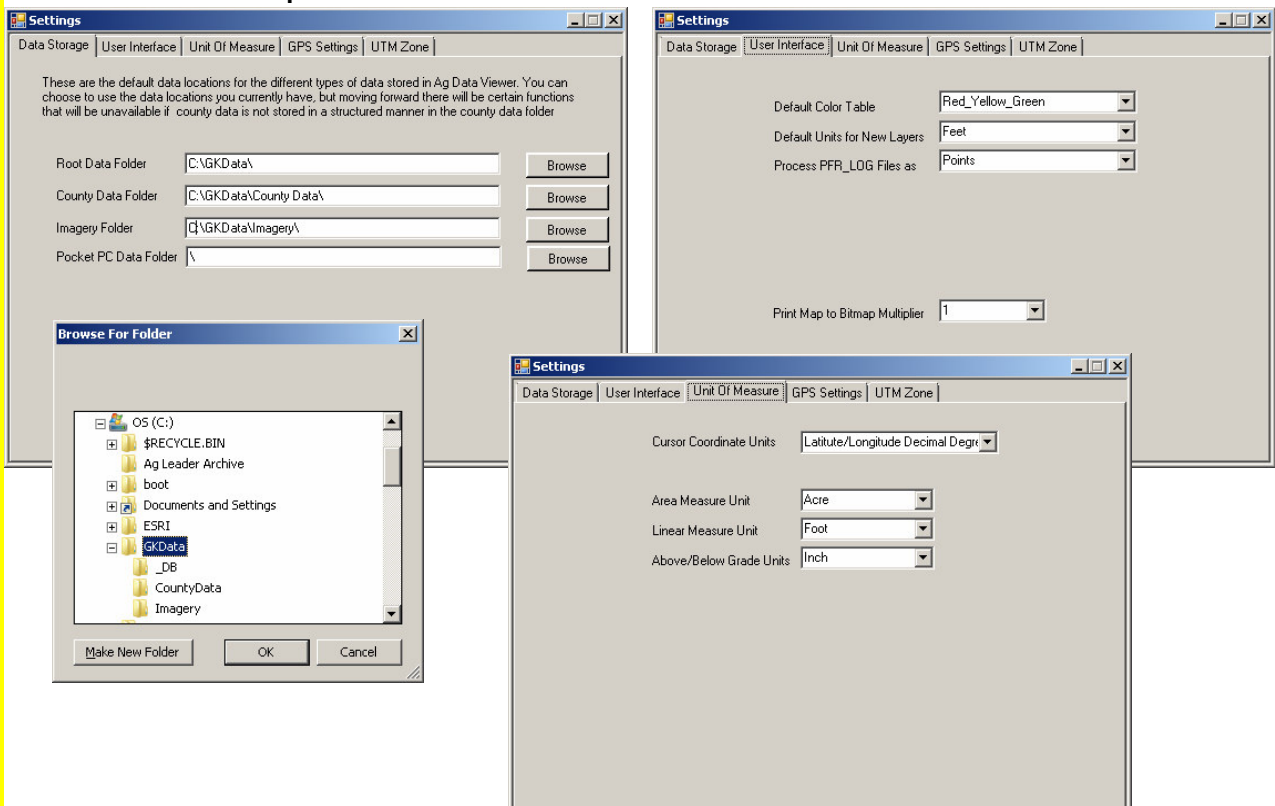 Settings
Data Storage User Interface Unit Of Measure GPS Settings UTM Zone
These are the default data locations for the different types of data stored in Ag Data Viewer. You can
choose to use the data locations you currently have, but moving forward there will be certain functions
that will be unavailable if county data is not stored in a structured manner in the county data folder
Root Data Folder C:\GKData\ Browse
County Data Folder C:\GKData\County Data\ Browse
Imagery Folder C:\GKData\Imagery\ Browse
Pocket PC Data Folder \ Browse
Browse For Folder
OS (C:)
$RECYCLE.BIN
Ag Leader Archive
boot
Documents and Settings
ESRI
GKData
_DB
CountyData
Imagery
Make New Folder OK Cancel
Settings
Data Storage User Interface Unit Of Measure GPS Settings UTM Zone
Default Color Table Red_Yellow_Green
Default Units for New Layers Feet
Process PFR_LOG Files as Points
Print Map to Bitmap Multiplier 1
Settings
Data Storage User Interface Unit Of Measure GPS Settings UTM Zone
Cursor Coordinate Units Latitute/Longitude Decimal Degre
Area Measure Unit Acre
Linear Measure Unit Foot
Above/Below Grade Units Inch